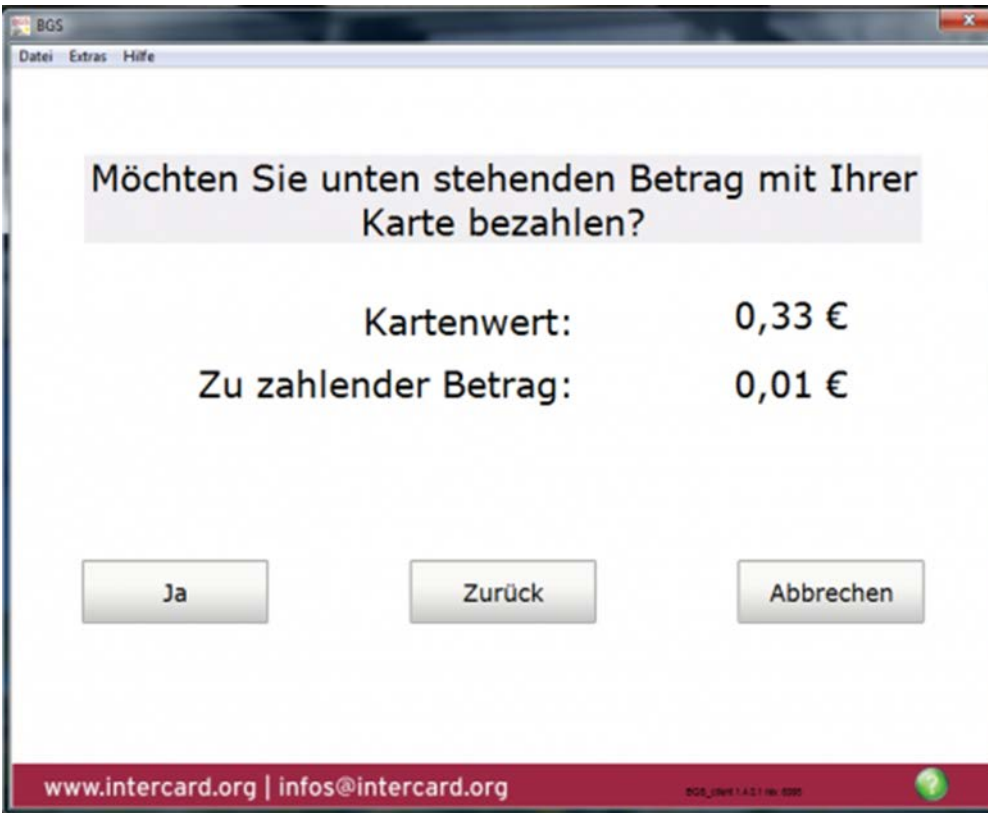 BGS
Datei Extras Hilfe
Möchten Sie unten stehenden Betrag mit Ihrer
Karte bezahlen?
Kartenwert: 0,33 €
Zu zahlender Betrag: 0,01 €
Ja Zurück Abbrechen
www.intercard.org | infos@intercard.org